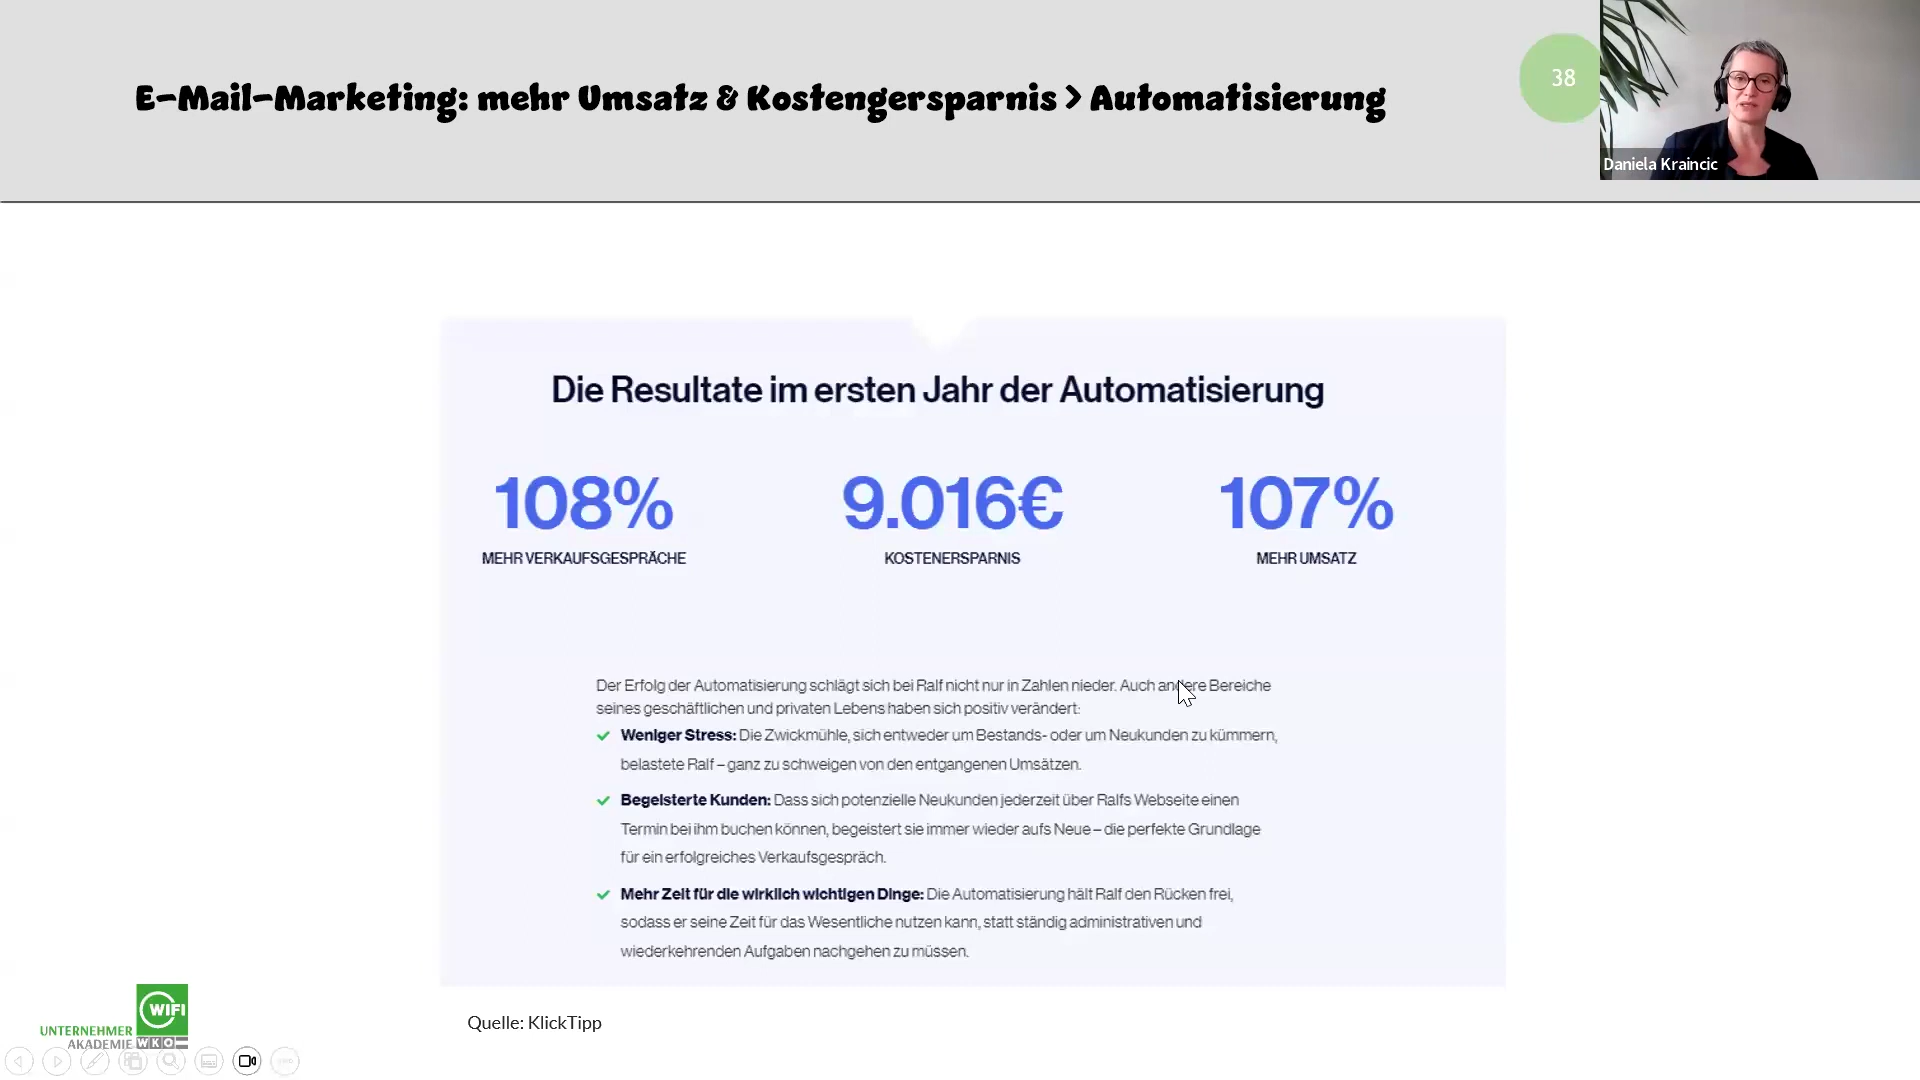 E-Mail-Marketing: mehr Umsatz & Kostengersparnis > Automatisierung
38
Daniela Kraincic
Die Resultate im ersten Jahr der Automatisierung
108%
9.016€
107%
MEHR VERKAUFSGESPRÄCHE
KOSTENERSPARNIS
MEHR UMSATZ
Der Erfolg der Automatisierung schlägt sich bei Ralf nicht nur in Zahlen nieder. Auch andere Bereiche
seines geschäftlichen und privaten Lebens haben sich positiv verändert:
Weniger Stress: Die Zwickmühle, sich entweder um Bestands- oder um Neukunden zu kümmern,
belastete Ralf – ganz zu schweigen von den entgangenen Umsätzen.
Begeisterte Kunden: Dass sich potenzielle Neukunden jederzeit über Ralfs Webseite einen
Termin bei ihm buchen können, begeistert sie immer wieder aufs Neue – die perfekte Grundlage
für ein erfolgreiches Verkaufsgespräch.
Mehr Zeit für die wirklich wichtigen Dinge: Die Automatisierung hält Ralf den Rücken frei,
sodass er seine Zeit für das Wesentliche nutzen kann, statt ständig administrativen und
wiederkehrenden Aufgaben nachgehen zu müssen.
WIFI
UNTERNEHMER
AKADEMIE WKO
Quelle: KlickTipp